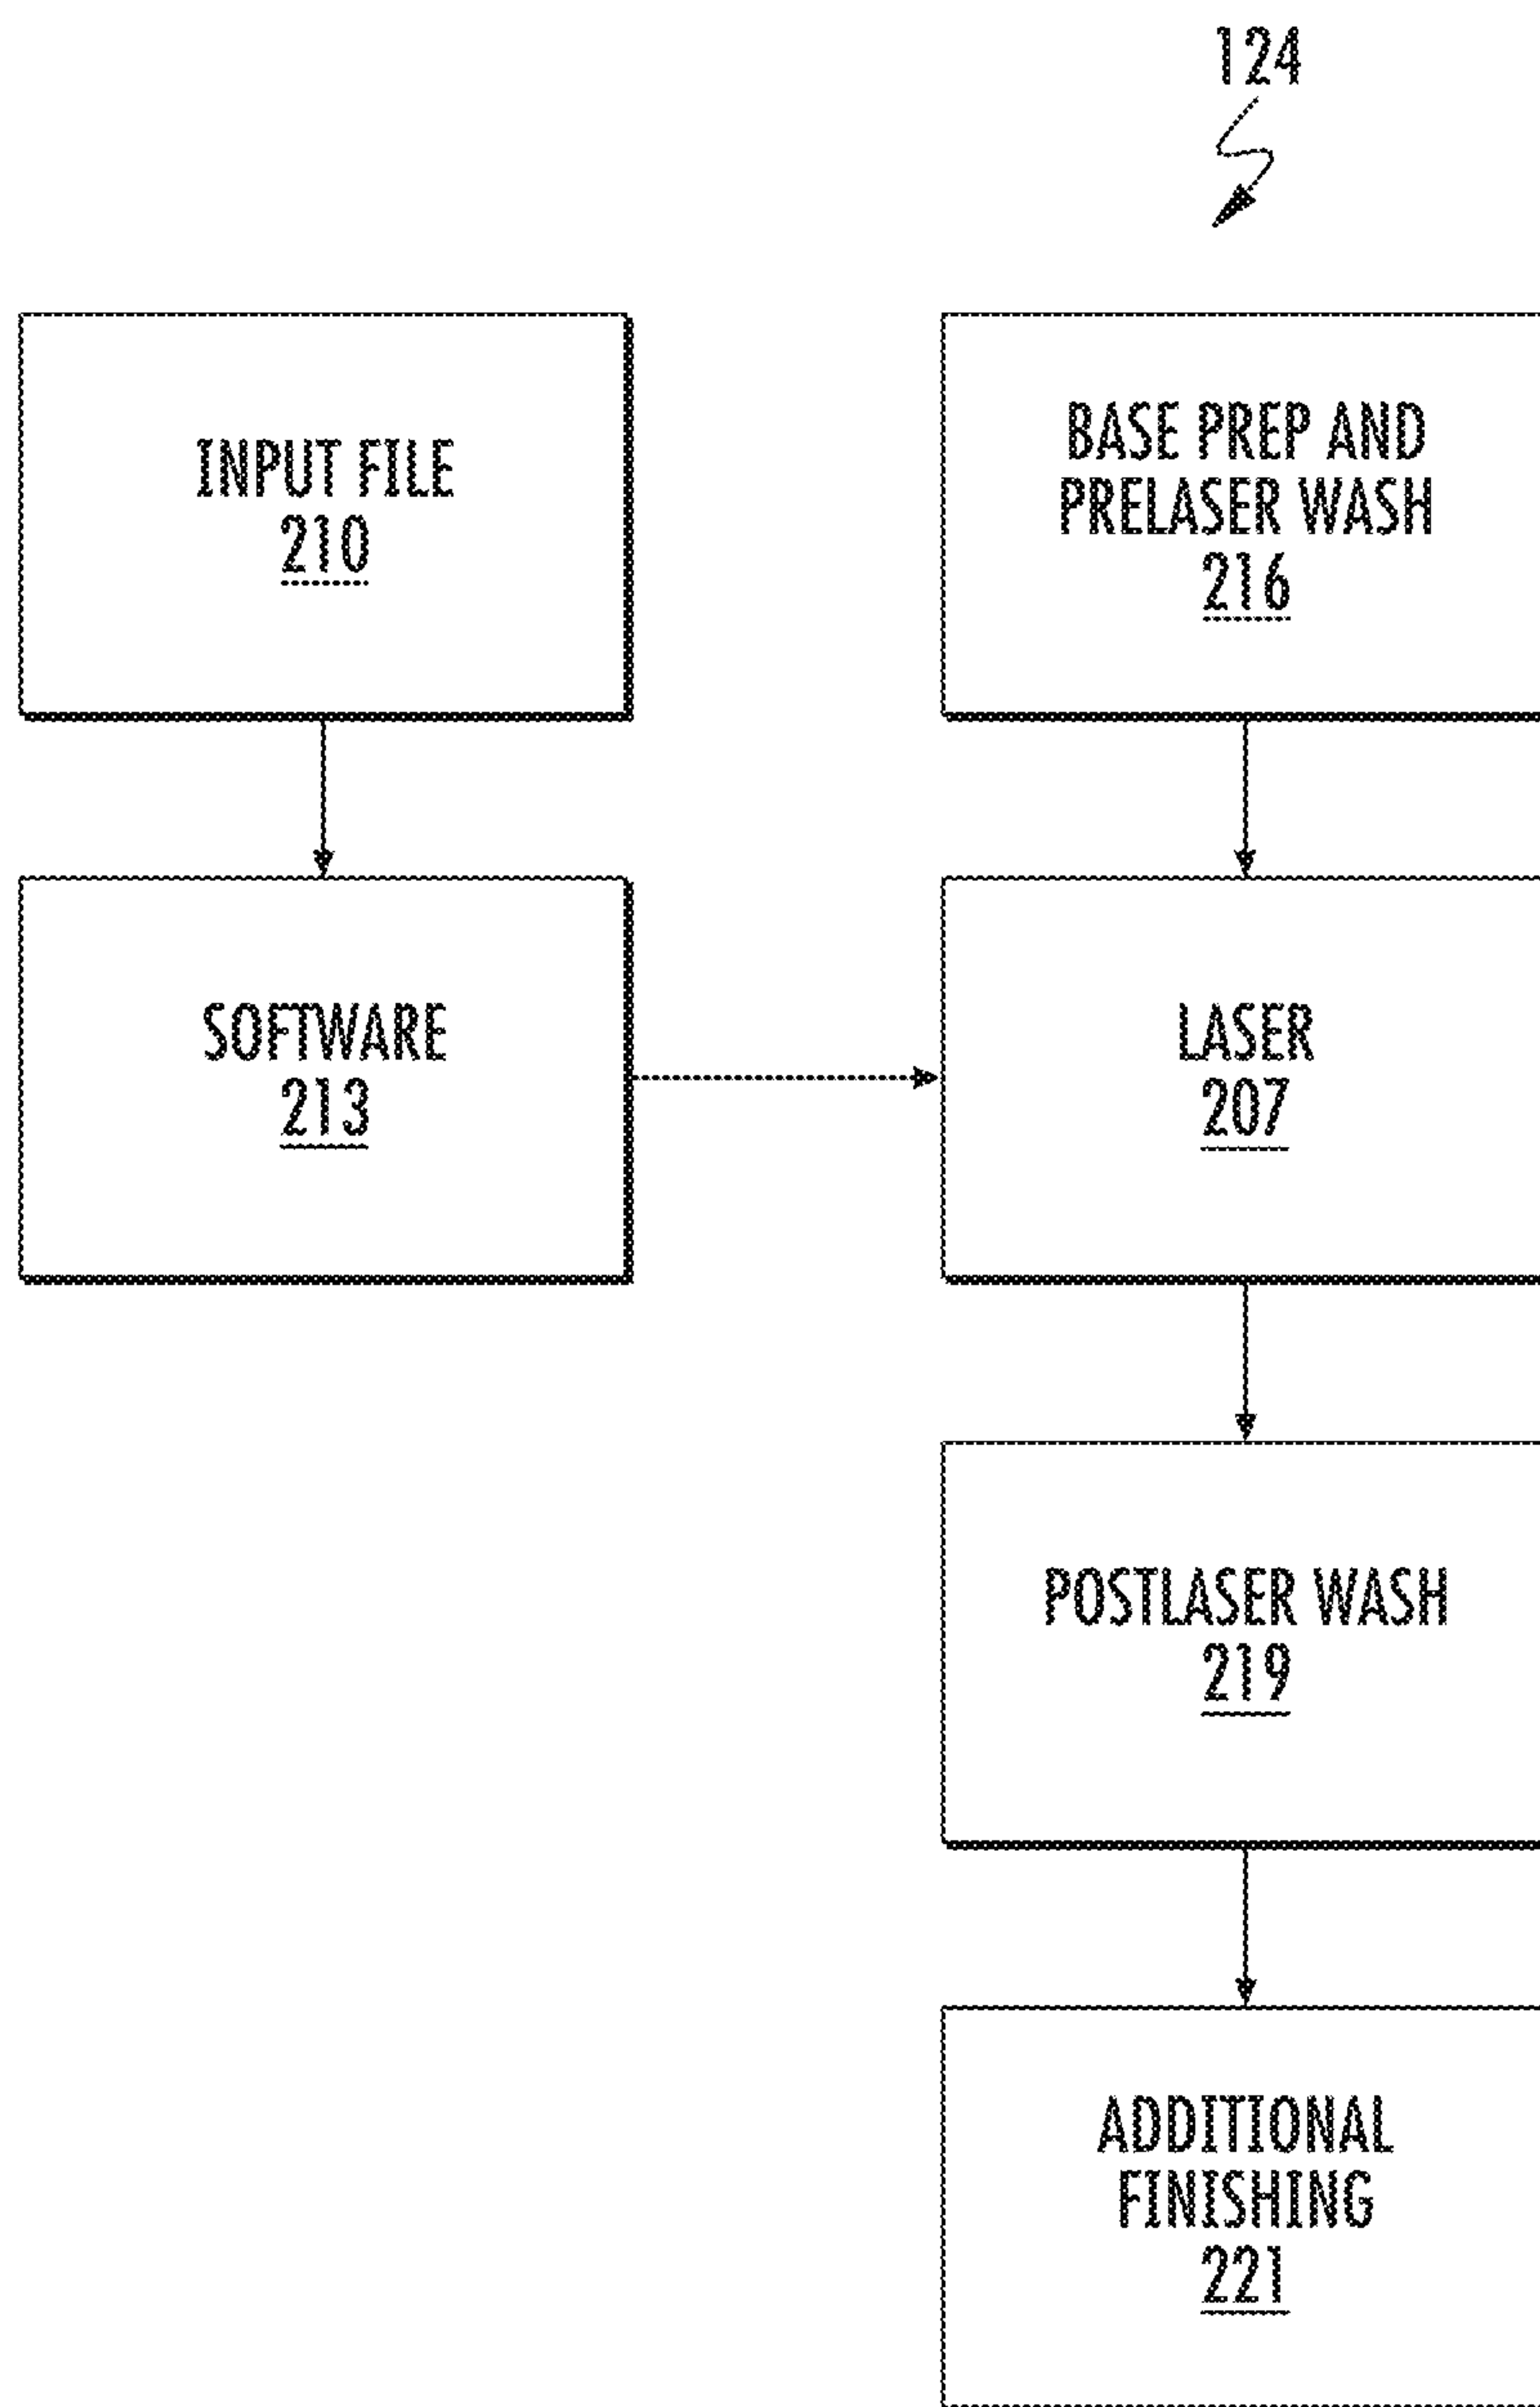 124
INPUT FILE
210
BASE PREP AND
PRELASER WASH
216
SOFTWARE
213
LASER
207
POSTLASER WASH
219
ADDITIONAL
FINISHING
221